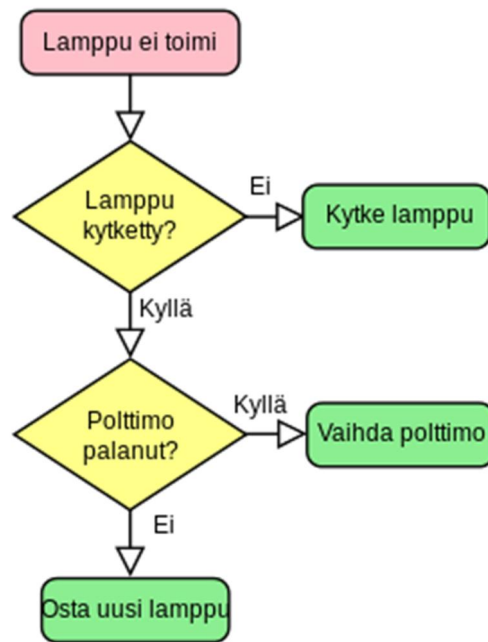 Lamppu ei toimi
Lamppu
kytketty?
Ei
Kytke lamppu
Kyllä
Polttimo
palanut?
Kyllä
Vaihda polttimo
Ei
Osta uusi lamppu